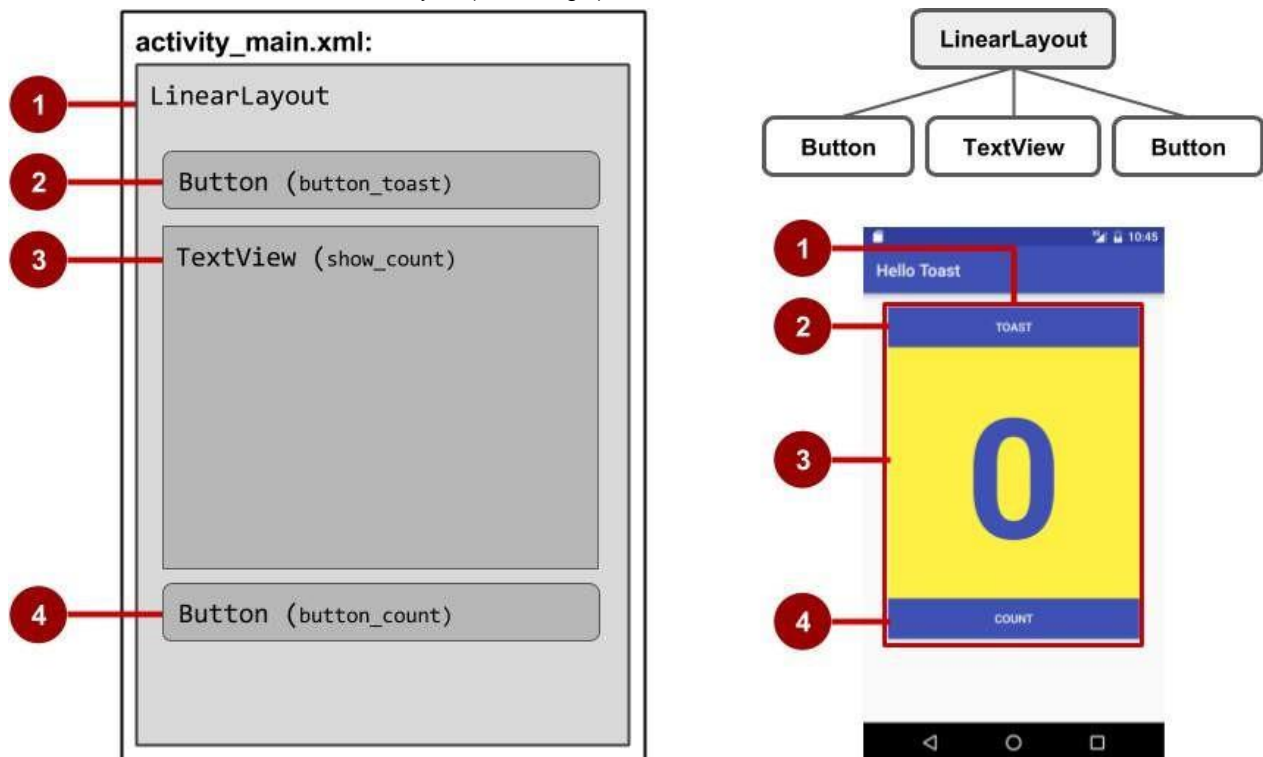 activity_main.xml:
1
LinearLayout
2
Button (button_toast)
3
TextView (show_count)
4
Button (button_count)
LinearLayout
Button TextView Button
1
10:45
Hello Toast
2
TOAST
3
0
4
COUNT